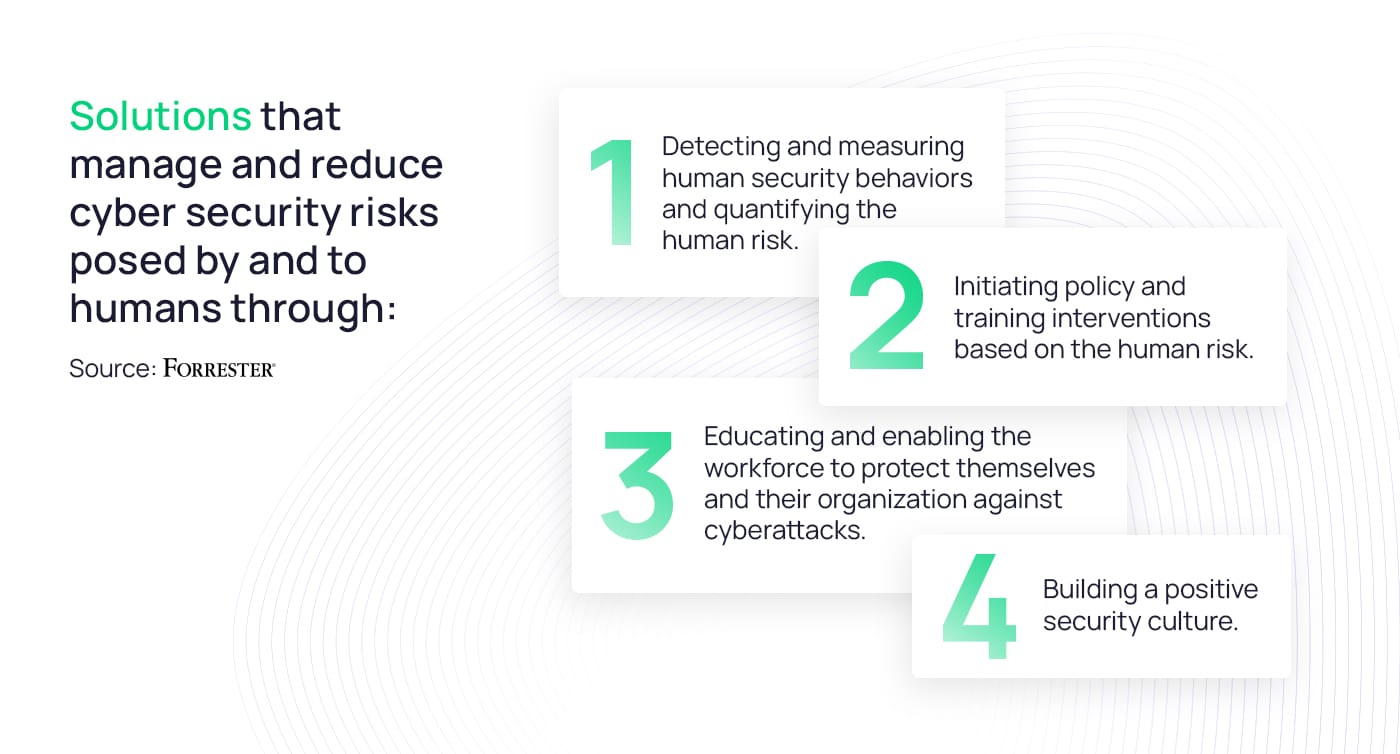 Solutions that
manage and reduce
cyber security risks
posed by and to
humans through:
Source: FORRESTER®
1
Detecting and measuring
human security behaviors
and quantifying the
human risk.
2
Initiating policy and
training interventions
based on the human risk.
3
Educating and enabling the
workforce to protect themselves
and their organization against
cyberattacks.
4
Building a positive
security culture.